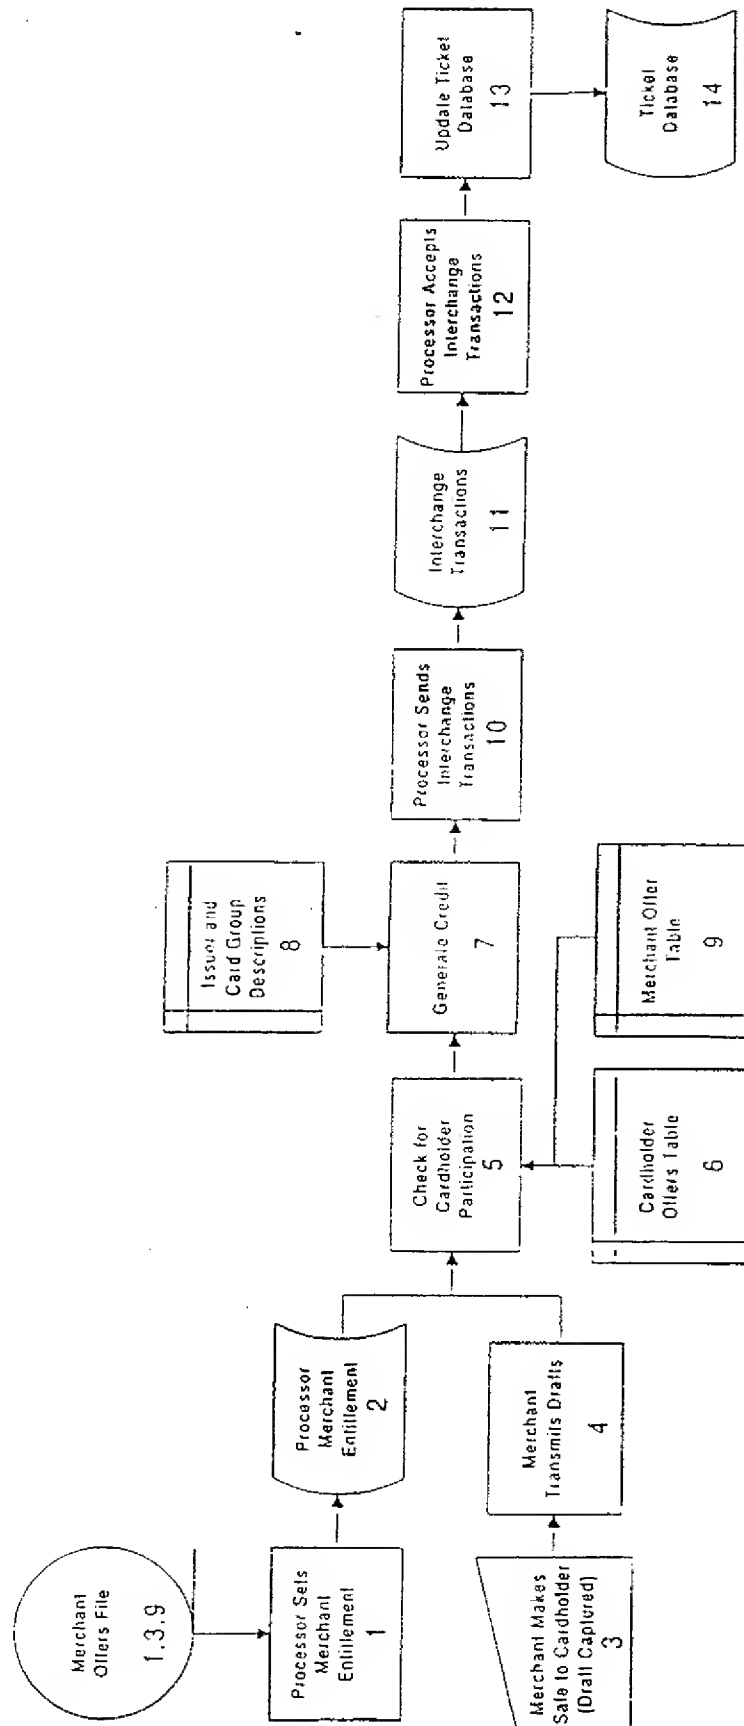 Merchant
Offers File
1.3.9
Processor Sets
Merchant
Entitlement
1
Processor
Merchant
Entitlement
2
Merchant Makes
Sale to Cardholder
(Draft Captured)
3
Merchant
Transmits Drafts
4
Check for
Cardholder
Participation
5
Cardholder
Offers Table
6
Generate Credit
7
Issuer and
Card Group
Descriptions
8
Merchant Offer
Table
9
Processor Sends
Interchange
Transactions
10
Interchange
Transactions
11
Processor Accepts
Interchange
Transactions
12
Update Ticket
Database
13
Ticket
Database
14